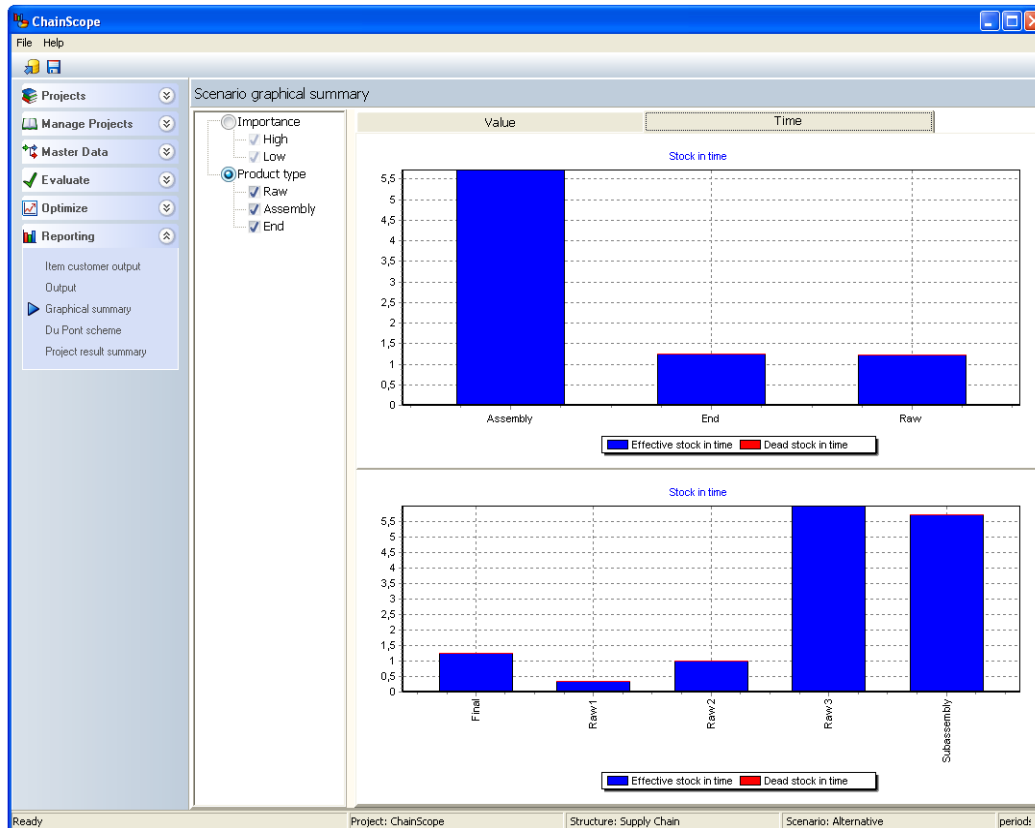 ChainScope
File Help
Projects
Manage Projects
Master Data
Evaluate
Optimize
Reporting
Item customer output
Output
Graphical summary
Du Pont scheme
Project result summary
Scenario graphical summary
Importance
High
Low
Product type
Raw
Assembly
End
Value Time
Stock in time
5,5
5
4,5
4
3,5
3
2,5
2
1,5
1
0,5
0
Assembly End Raw
Effective stock in time Dead stock in time
Stock in time
5,5
5
4,5
4
3,5
3
2,5
2
1,5
1
0,5
0
Final Raw1 Raw2 Raw3 Subassembly
Effective stock in time Dead stock in time
Ready Project: ChainScope Structure: Supply Chain Scenario: Alternative